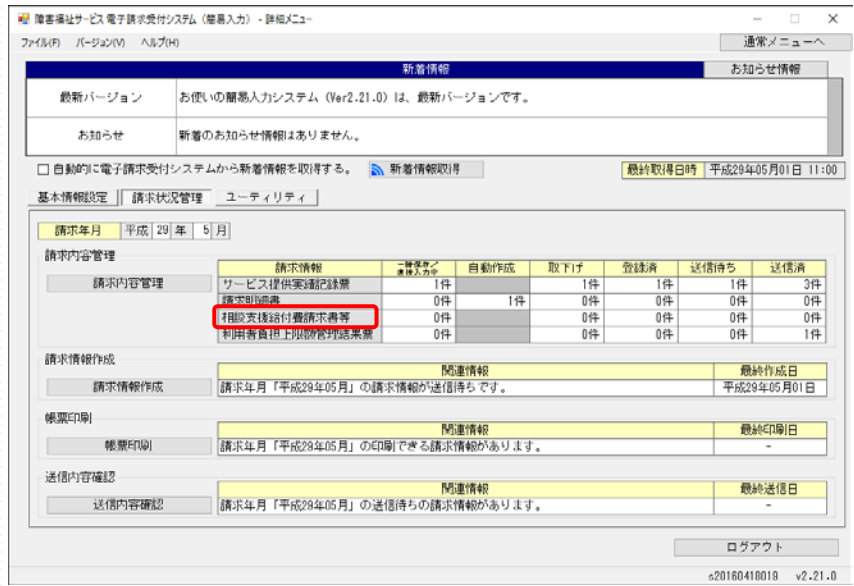 障害福祉サービス 電子請求受付システム (簡易入力) - 詳細メニュー
ファイル(F) バージョン(V) ヘルプ(H) 通常メニューへ
新着情報 お知らせ情報
最新バージョン お使いの簡易入力システム (Ver2.21.0) は、最新バージョンです。
お知らせ 新着のお知らせ情報はありません。
自動的に電子請求受付システムから新着情報を取得する。 新着情報取得 最終取得日時 平成29年05月01日 11:00
基本情報設定 請求状況管理 ユーティリティ
請求年月 平成 29 年 5 月
請求内容管理
請求情報 一時保存/直接入力中 自動作成 取下げ 登録済 送信待ち 送信済
請求内容管理 サービス提供実績記録票 1件 1件 1件 1件 3件
請求明細書 0件 1件 0件 0件 0件 0件
相談支援給付費請求書等 0件 0件 0件 0件 0件
利用者負担上限額管理結果票 0件 0件 0件 0件 1件
請求情報作成
関連情報 最終作成日
請求情報作成 請求年月「平成29年05月」の請求情報が送信待ちです。 平成29年05月01日
帳票印刷
関連情報 最終印刷日
帳票印刷 請求年月「平成29年05月」の印刷できる請求情報があります。 -
送信内容確認
関連情報 最終送信日
送信内容確認 請求年月「平成29年05月」の送信待ちの請求情報があります。 -
ログアウト
s20160418019 v2.21.0